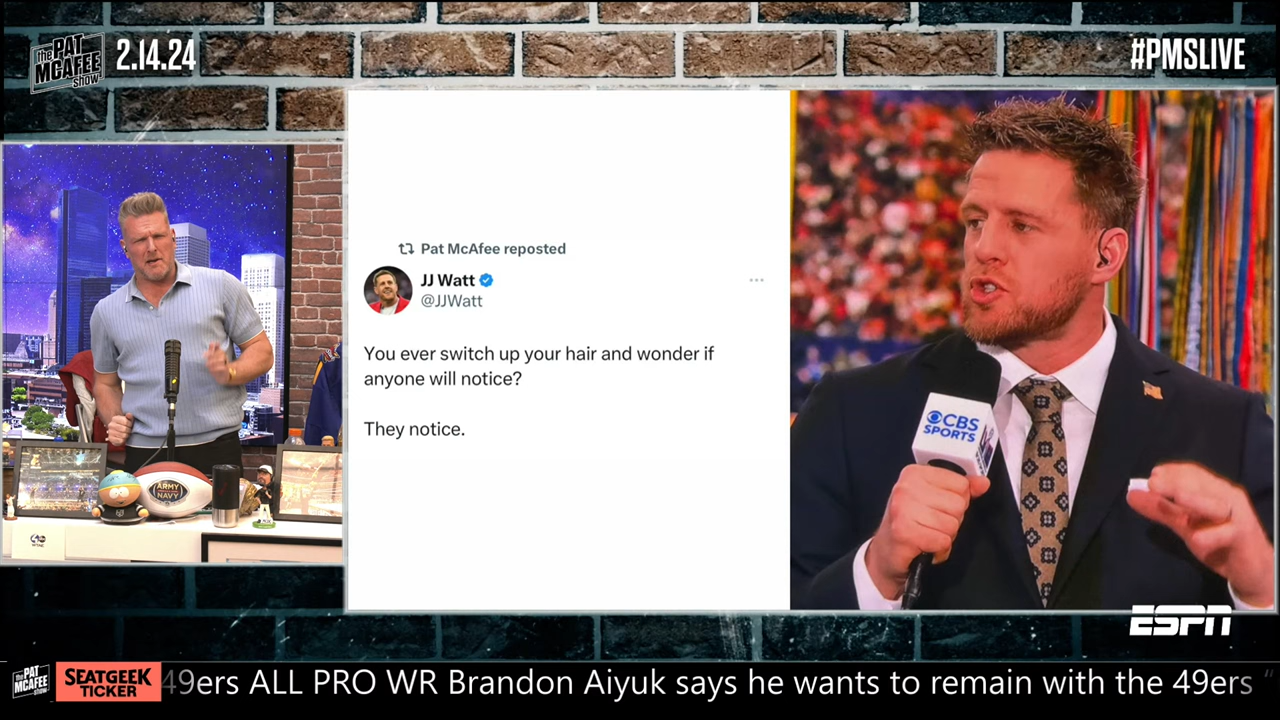 the
PAT
MCAFEE
show
2.14.24
#PMSLIVE
Pat McAfee reposted
JJ Watt
@JJWatt
You ever switch up your hair and wonder if
anyone will notice?
They notice.
CBS
SPORTS
ARMY
NAVY
ESPN
the
PAT
MCAFEE
show
SEATGEEK
TICKER
49ers ALL PRO WR Brandon Aiyuk says he wants to remain with the 49ers "